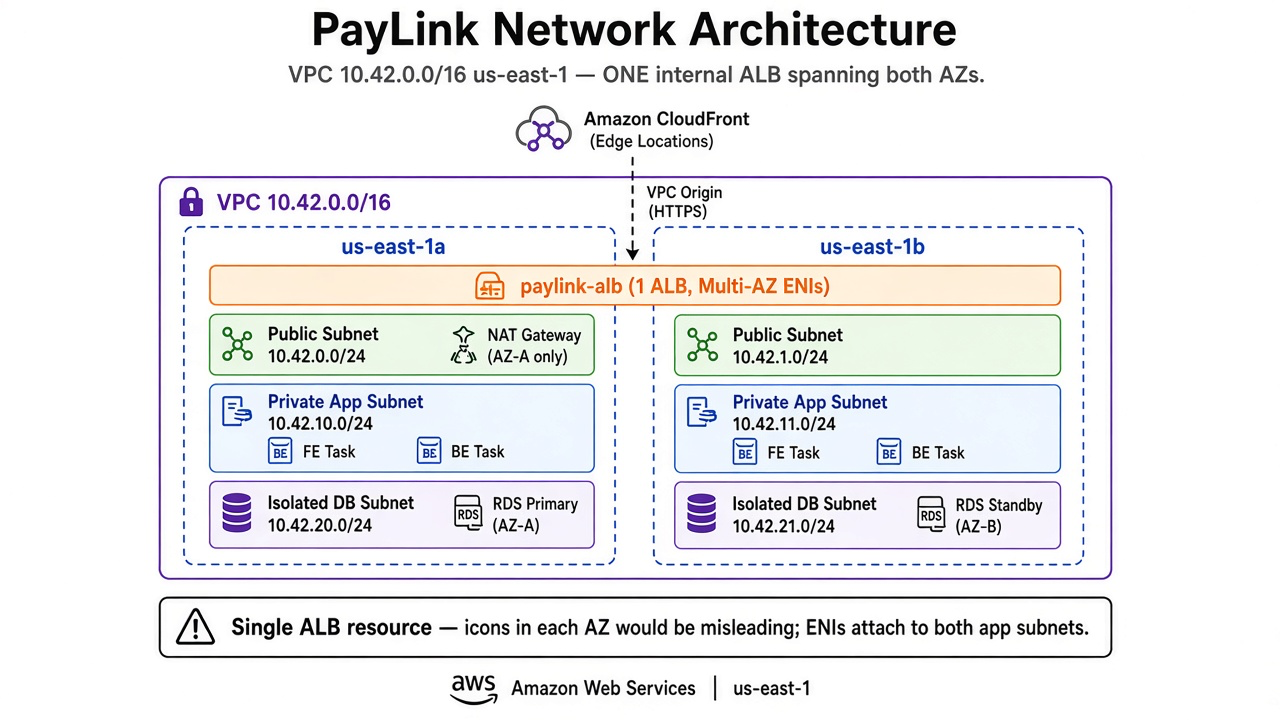 PayLink Network Architecture
VPC 10.42.0.0/16 us-east-1 — ONE internal ALB spanning both AZs.
Amazon CloudFront
(Edge Locations)
VPC Origin
(HTTPS)
VPC 10.42.0.0/16
us-east-1a
us-east-1b
paylink-alb (1 ALB, Multi-AZ ENIs)
Public Subnet
10.42.0.0/24
NAT Gateway
(AZ-A only)
Public Subnet
10.42.1.0/24
Private App Subnet
10.42.10.0/24
BE FE Task
BE BE Task
Private App Subnet
10.42.11.0/24
BE FE Task
BE BE Task
Isolated DB Subnet
10.42.20.0/24
RDS
RDS Primary
(AZ-A)
Isolated DB Subnet
10.42.21.0/24
RDS
RDS Standby
(AZ-B)
Single ALB resource — icons in each AZ would be misleading; ENIs attach to both app subnets.
aws Amazon Web Services | us-east-1